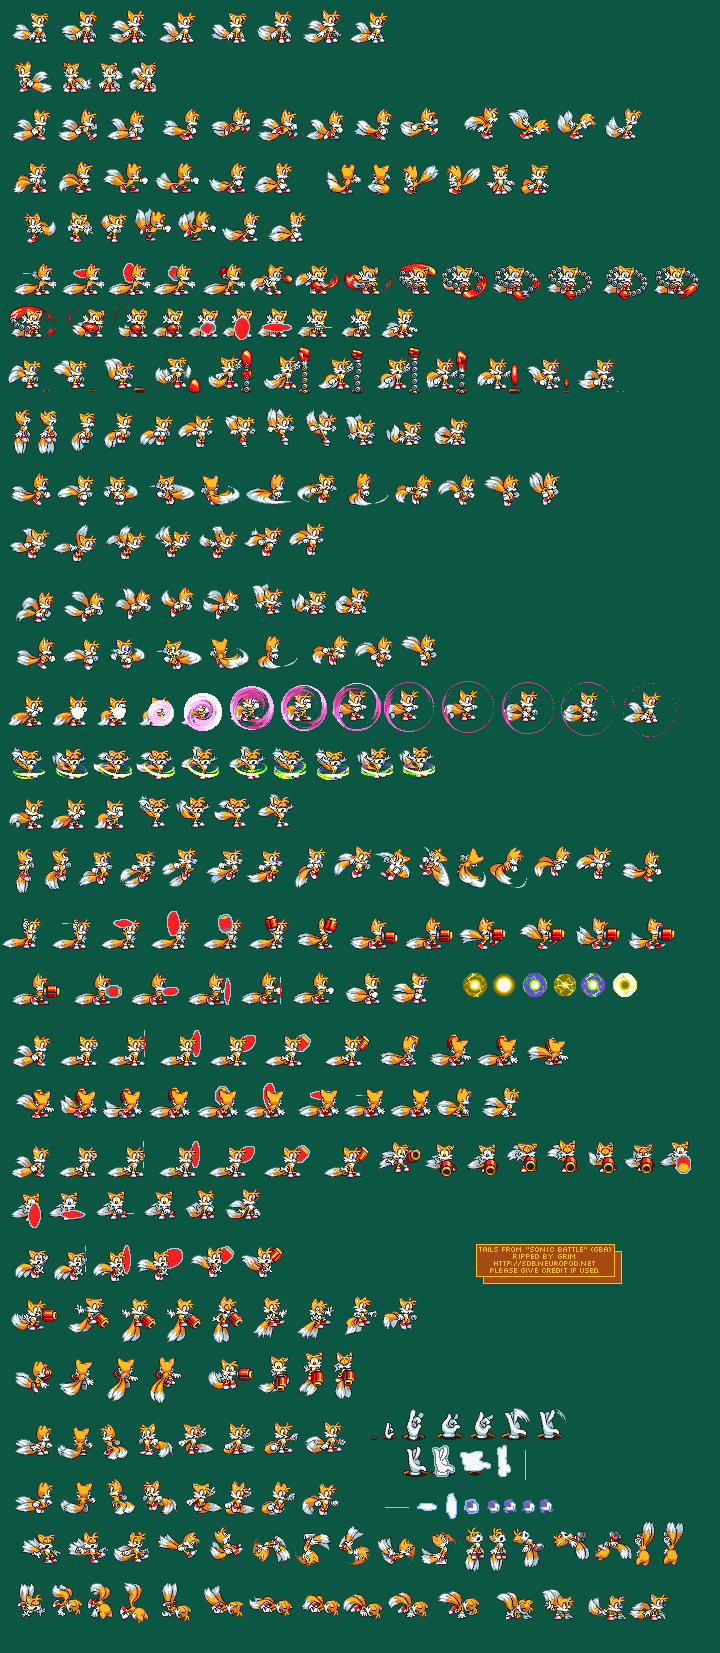 TAILS FROM "SONIC BATTLE" (GBA)
RIPPED BY GRIM
HTTP://SDB.NEUROPOD.NET
PLEASE GIVE CREDIT IF USED.